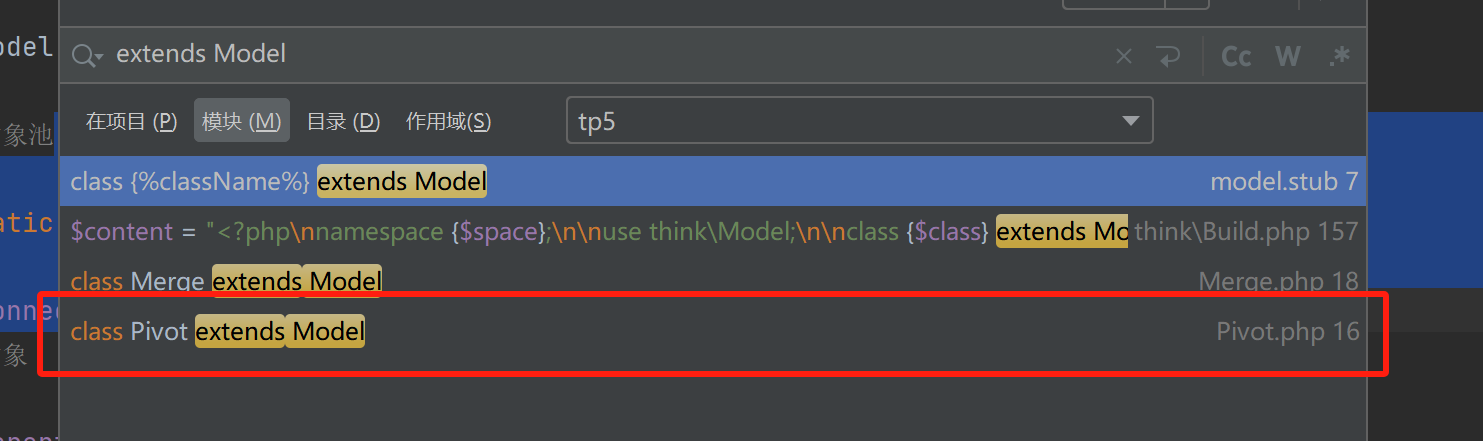 extends Model
Cc W .*
odel
在项目 (P) 模块 (M) 目录 (D) 作用域(S) tp5
象池
class {%className%} extends Model model.stub 7
atic
$content = "<?php\nnamespace {$space};\n\nuse think\Model;\n\nclass {$class} extends Mo think\Build.php 157
class Merge extends Model Merge.php 18
onnec
class Pivot extends Model Pivot.php 16
象